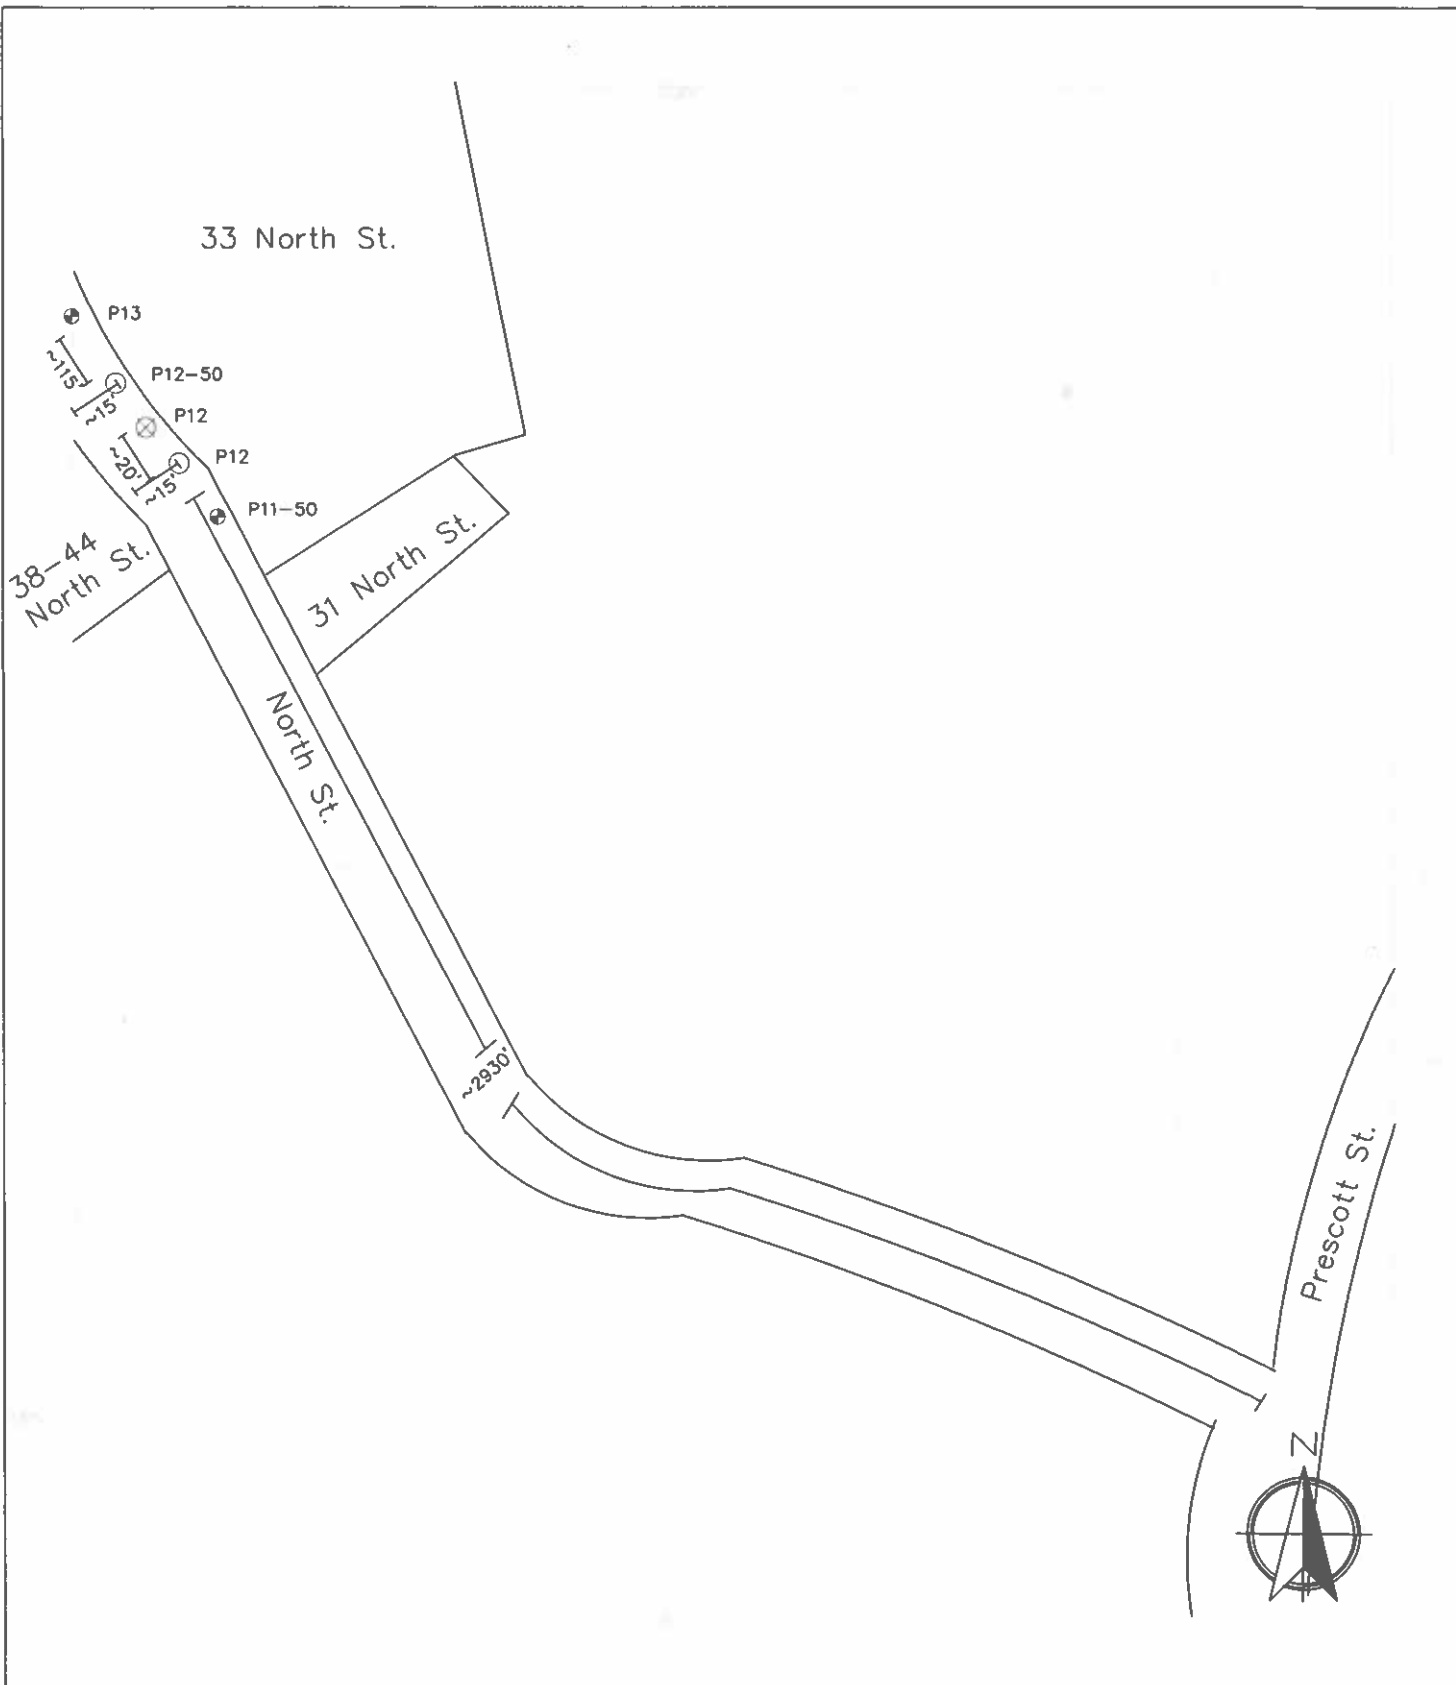 33 North St.
P13
~115'
P12-50
~15'
P12
~20'
P12
~15'
P11-50
38-44
North St.
31 North St.
North St.
~2930'
Prescott St.
N